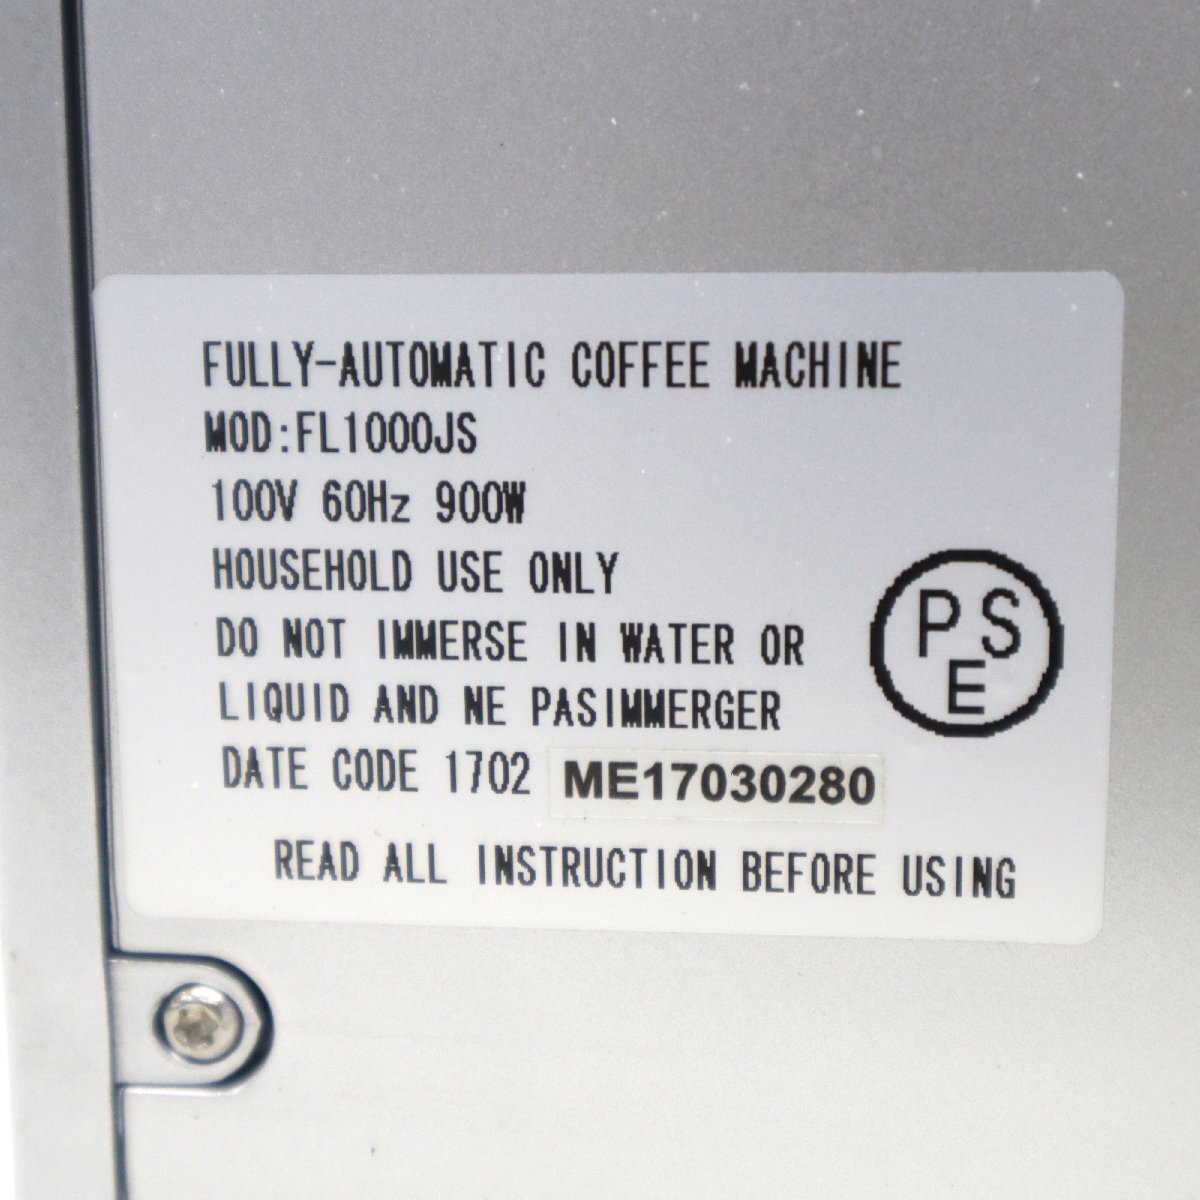 FULLY-AUTOMATIC COFFEE MACHINE
MOD:FL1000JS
100V 60Hz 900W
HOUSEHOLD USE ONLY
DO NOT IMMERSE IN WATER OR
LIQUID AND NE PASIMMERGER
DATE CODE 1702 ME17030280
READ ALL INSTRUCTION BEFORE USING
PS
E